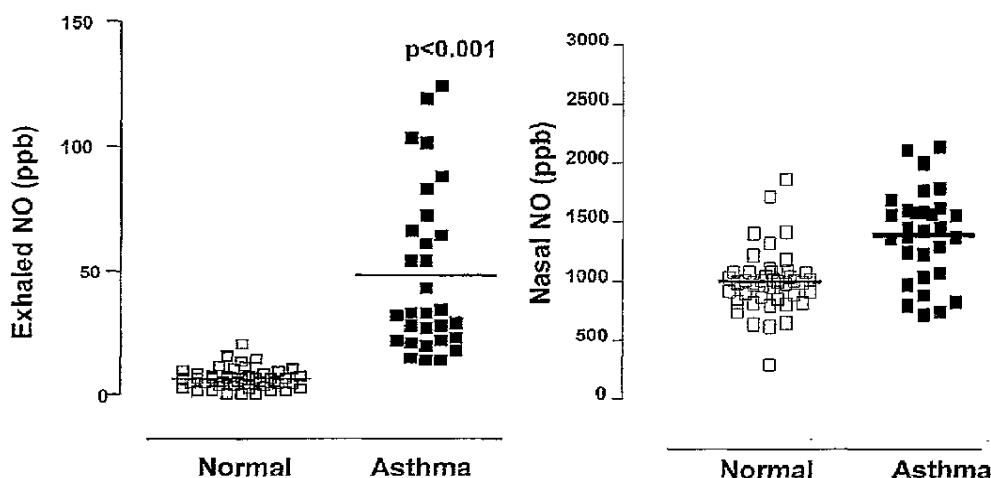 150
100
50
0
Exhaled NO (ppb)
p<0.001
Normal
Asthma
3000
2500
2000
1500
1000
500
0
Nasal NO (ppb)
Normal
Asthma